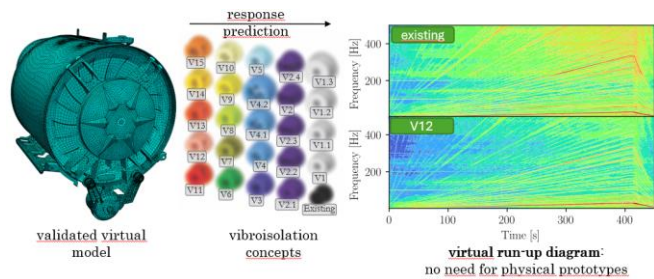 response
prediction
V15
V10
V5
V2.4
V1.3
V14
V9
V4.2
V2
V1.2
V13
V8
V4.1
V2.3
V1.1
V12
V7
V4
V2.2
V1
V11
V6
V3
V2.1
Existing
validated virtual
model
vibroisolation
concepts
existing
Frequency [Hz]
400
200
V12
Frequency [Hz]
400
200
0
100
200
300
400
Time [s]
virtual run-up diagram:
no need for physical prototypes